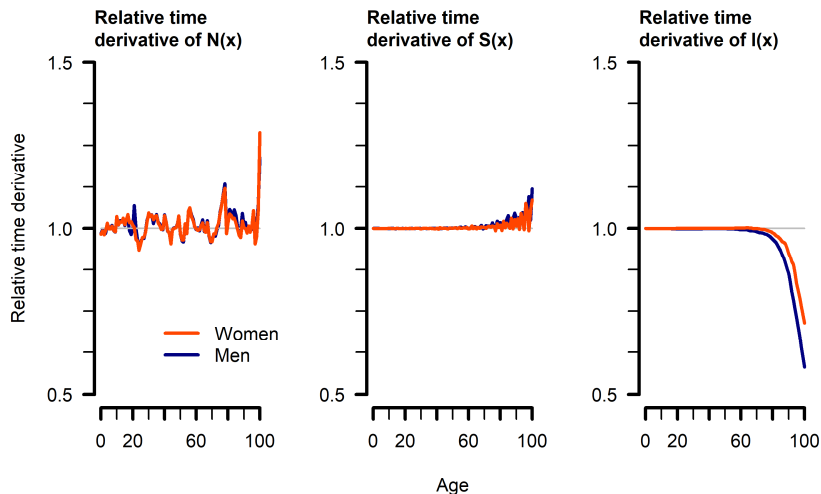 Relative time
derivative of N(x)
Relative time
derivative of S(x)
Relative time
derivative of l(x)
Relative time derivative
1.5
1.0
0.5
1.5
1.0
0.5
1.5
1.0
0.5
Women
Men
0 20 60 100
0 20 60 100
0 20 60 100
Age